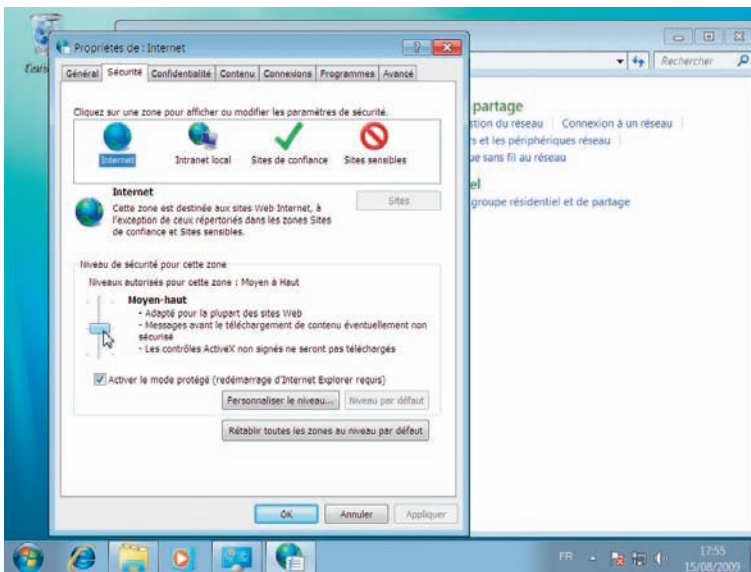 Propriétés de : Internet
Rechercher
Général Sécurité Confidentialité Contenu Connexions Programmes Avancé
Cliquez sur une zone pour afficher ou modifier les paramètres de sécurité.
Internet Intranet local Sites de confiance Sites sensibles
Internet
Cette zone est destinée aux sites Web Internet, à
l'exception de ceux répertoriés dans les zones Sites
de confiance et Sites sensibles.
Sites
Niveau de sécurité pour cette zone
Niveaux autorisés pour cette zone : Moyen à Haut
Moyen-haut
- Adapté pour la plupart des sites Web
- Messages avant le téléchargement de contenu éventuellement non
sécurisé
- Les contrôles ActiveX non signés ne seront pas téléchargés
Activer le mode protégé (redémarrage d'Internet Explorer requis)
Personnaliser le niveau... Niveau par défaut
Rétablir toutes les zones au niveau par défaut
OK Annuler Appliquer
partage
du réseau Connexion à un réseau
et les périphériques réseau
sans fil au réseau
groupe résidentiel et de partage
FR
17:55
15/08/2009